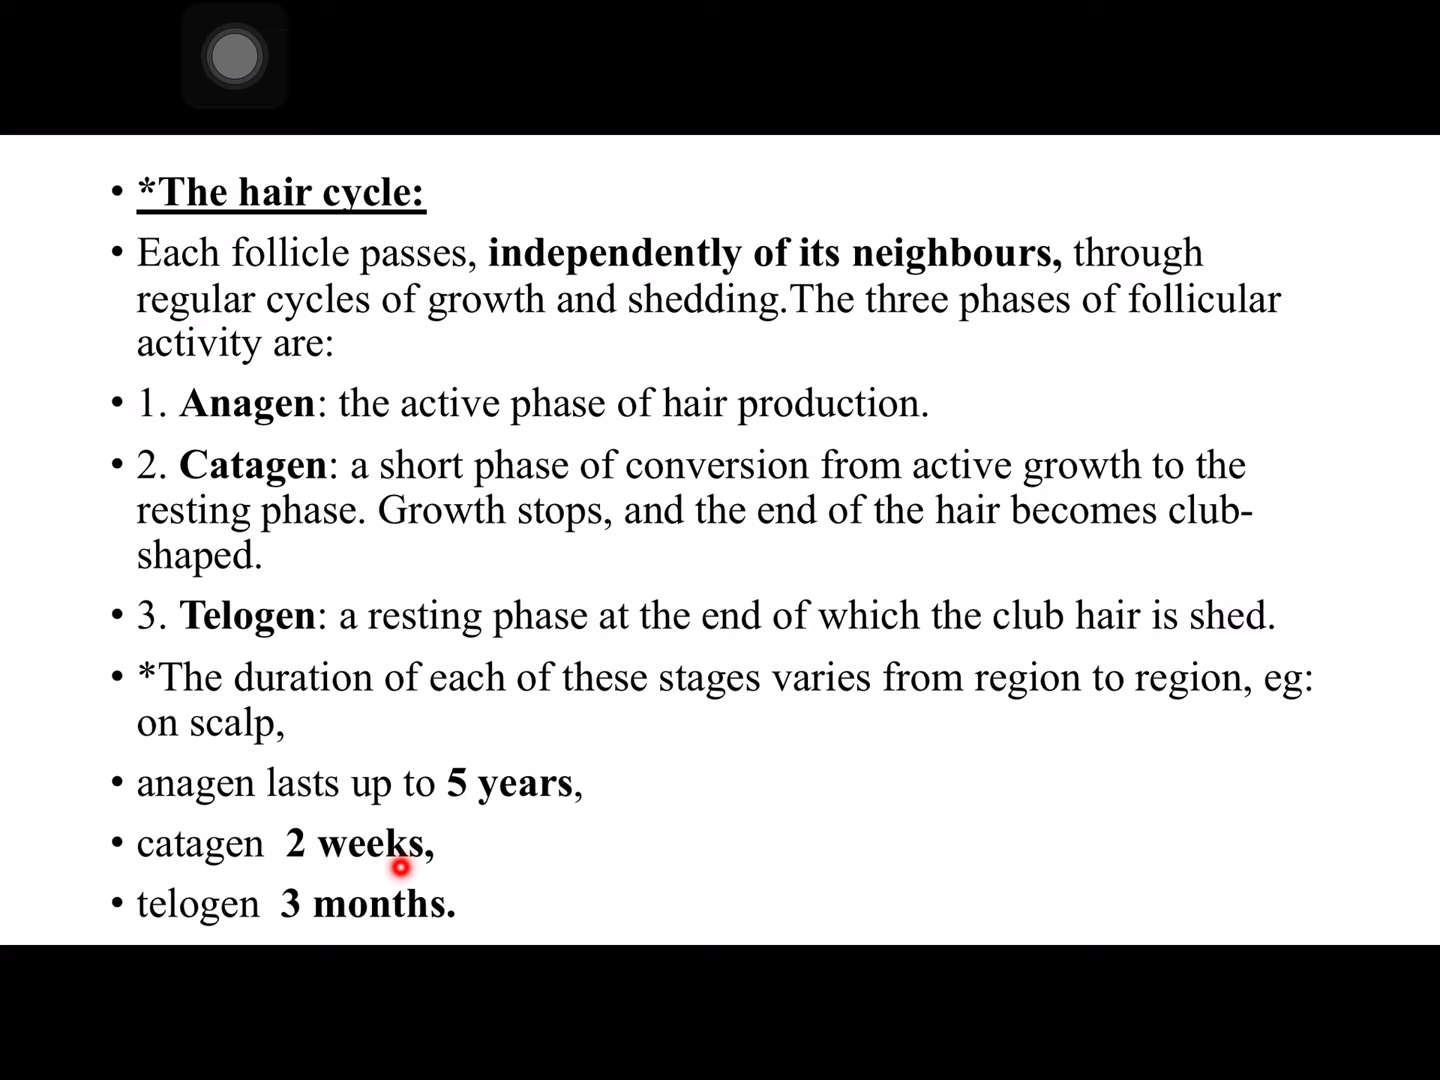 • *The hair cycle:
• Each follicle passes, independently of its neighbours, through
regular cycles of growth and shedding.The three phases of follicular
activity are:
• 1. Anagen: the active phase of hair production.
• 2. Catagen: a short phase of conversion from active growth to the
resting phase. Growth stops, and the end of the hair becomes club-
shaped.
• 3. Telogen: a resting phase at the end of which the club hair is shed.
• *The duration of each of these stages varies from region to region, eg:
on scalp,
• anagen lasts up to 5 years,
• catagen  2 weeks,
• telogen  3 months.